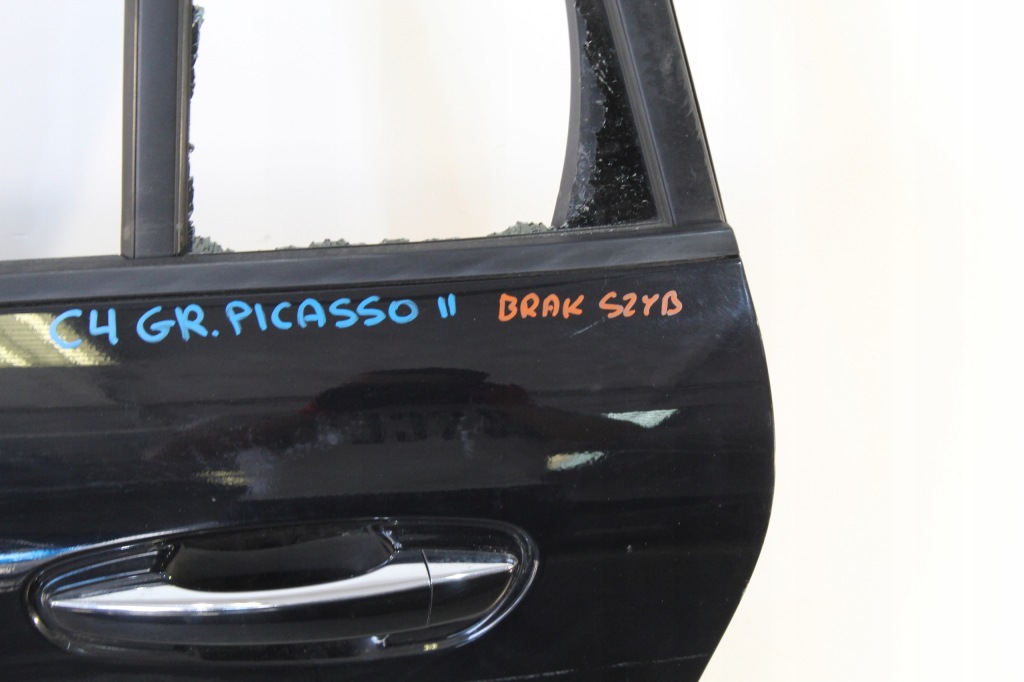 C4 GR. PICASSO II BRAK SZYB